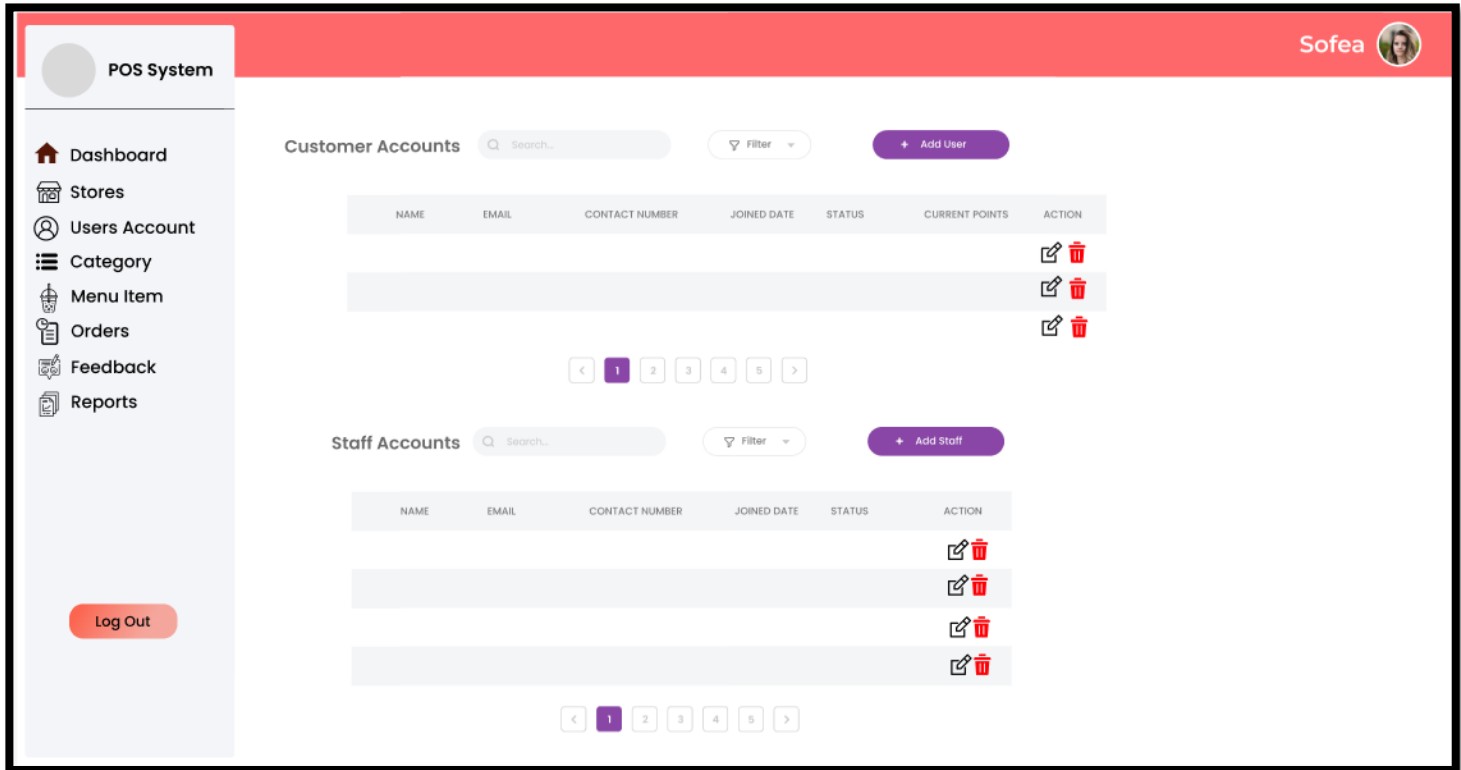 Sofea
POS System
Dashboard
Stores
Users Account
Category
Menu Item
Orders
Feedback
Reports
Log Out
Customer Accounts Search.. Filter + Add User
NAME EMAIL CONTACT NUMBER JOINED DATE STATUS CURRENT POINTS ACTION
< 1 2 3 4 5 >
Staff Accounts Search.. Filter + Add Staff
NAME EMAIL CONTACT NUMBER JOINED DATE STATUS ACTION
< 1 2 3 4 5 >